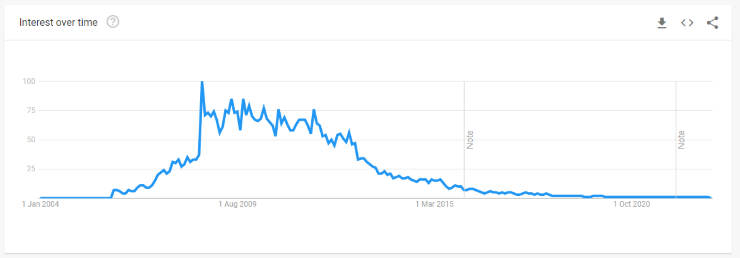 Interest over time
100
75
50
25
Note
Note
1 Jan 2004
1 Aug 2009
1 Mar 2015
1 Oct 2020